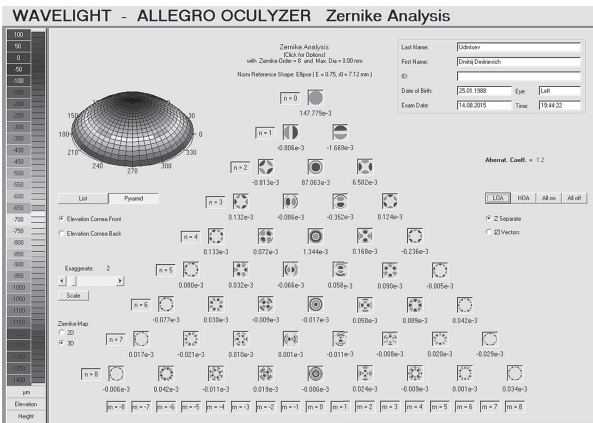 WAVELIGHT - ALLEGRO OCULYZER Zernike Analysis
Zernike Analysis
(Click for Options)
with Zernike-Order = 8 and Max. Dia = 3.00 mm
Norm Reference Shape: Ellipse ( E = 0.75, r0 = 7.12 mm )
Last Name: Udintsev
First Name: Dmitrij Dmitrievich
ID:
Date of Birth: 25.01.1988 Eye: Left
Exam Date: 14.08.2015 Time: 19:44:22
Aberrat. Coeff. = 1.2
LOA HOA All on All off
Z Separate
Vectors
100
50
0
-50
-100
-150
-200
-250
-300
-350
-400
-450
-500
-550
-600
-650
-700
-750
-800
-850
-900
-950
-1000
-1050
-1100
-1150
-1300
-1350
-1400
µm
Elevation
Height
30
0
330
300
270
240
210
180
150
List Pyramid
Elevation Cornea Front
Elevation Cornea Back
Exaggerate: 2
Scale
Zernike-Map
2D
3D
n = 0
147.779e-3
n = 1
-0.806e-3 -1.669e-3
n = 2
-0.813e-3 87.063e-3 6.502e-3
n = 3
0.132e-3 -0.086e-3 -0.352e-3 0.124e-3
n = 4
0.133e-3 0.072e-3 1.344e-3 0.168e-3 -0.236e-3
n = 5
0.080e-3 0.032e-3 -0.066e-3 0.058e-3 0.090e-3 -0.005e-3
n = 6
-0.077e-3 0.030e-3 -0.009e-3 -0.017e-3 0.050e-3 0.089e-3 0.042e-3
n = 7
0.017e-3 -0.021e-3 0.010e-3 0.001e-3 -0.011e-3 -0.008e-3 0.020e-3 -0.029e-3
n = 8
-0.006e-3 0.042e-3 -0.011e-3 0.019e-3 -0.006e-3 0.024e-3 -0.009e-3 0.001e-3 0.034e-3
m = -8 m = -7 m = -6 m = -5 m = -4 m = -3 m = -2 m = -1 m = 0 m = 1 m = 2 m = 3 m = 4 m = 5 m = 6 m = 7 m = 8